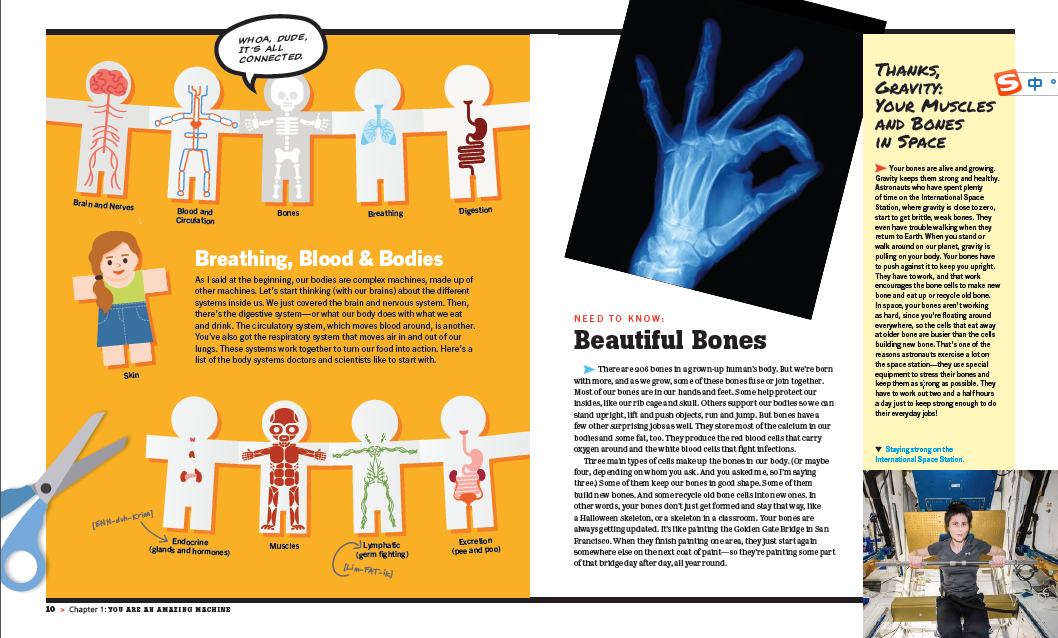 WHOA, DUDE,
IT'S ALL
CONNECTED.
Brain and Nerves
Blood and
Circulation
Bones
Breathing
Digestion
Skin
Breathing, Blood & Bodies
As I said at the beginning, our bodies are complex machines, made up of
other machines. Let's start thinking (with our brains) about the different
systems inside us. We just covered the brain and nervous system. Then,
there's the digestive system—or what our body does with what we eat
and drink. The circulatory system, which moves blood around, is another.
You've also got the respiratory system that moves air in and out of our
lungs. These systems work together to turn our food into action. Here's a
list of the body systems doctors and scientists like to start with.
[ENN-doh-Krinn]
Endocrine
(glands and hormones)
Muscles
Lymphatic
(germ fighting)
[Lim-FAT-ik]
Excretion
(pee and poo)
10 > Chapter 1: YOU ARE AN AMAZING MACHINE
NEED TO KNOW:
Beautiful Bones
There are 206 bones in a grown-up human's body. But we're born
with more, and as we grow, some of these bones fuse or join together.
Most of our bones are in our hands and feet. Some help protect our
insides, like our rib cage and skull. Others support our bodies so we can
stand upright, lift and push objects, run and jump. But bones have a
few other surprising jobs as well. They store most of the calcium in our
bodies and some fat, too. They produce the red blood cells that carry
oxygen around and the white blood cells that fight infections.
Three main types of cells make up the bones in our body. (Or maybe
four, depending on whom you ask. And you asked me, so I'm saying
three.) Some of them keep our bones in good shape. Some of them
build new bones. And some recycle old bone cells into new ones. In
other words, your bones don't just get formed and stay that way, like
a Halloween skeleton, or a skeleton in a classroom. Your bones are
always getting updated. It's like painting the Golden Gate Bridge in San
Francisco. When they finish painting one area, they just start again
somewhere else on the next coat of paint—so they're painting some part
of that bridge day after day, all year round.
THANKS,
GRAVITY:
YOUR MUSCLES
AND BONES
IN SPACE
Your bones are alive and growing.
Gravity keeps them strong and healthy.
Astronauts who have spent plenty
of time on the International Space
Station, where gravity is close to zero,
start to get brittle, weak bones. They
even have trouble walking when they
return to Earth. When you stand or
walk around on our planet, gravity is
pulling on your body. Your bones have
to push against it to keep you upright.
They have to work, and that work
encourages the bone cells to make new
bone and eat up or recycle old bone.
In space, your bones aren't working
as hard, since you're floating around
everywhere, so the cells that eat away
at older bone are busier than the cells
building new bone. That's one of the
reasons astronauts exercise a lot on
the space station—they use special
equipment to stress their bones and
keep them as strong as possible. They
have to work out two and a half hours
a day just to keep strong enough to do
their everyday jobs!
▼ Staying strong on the
International Space Station.
S 中